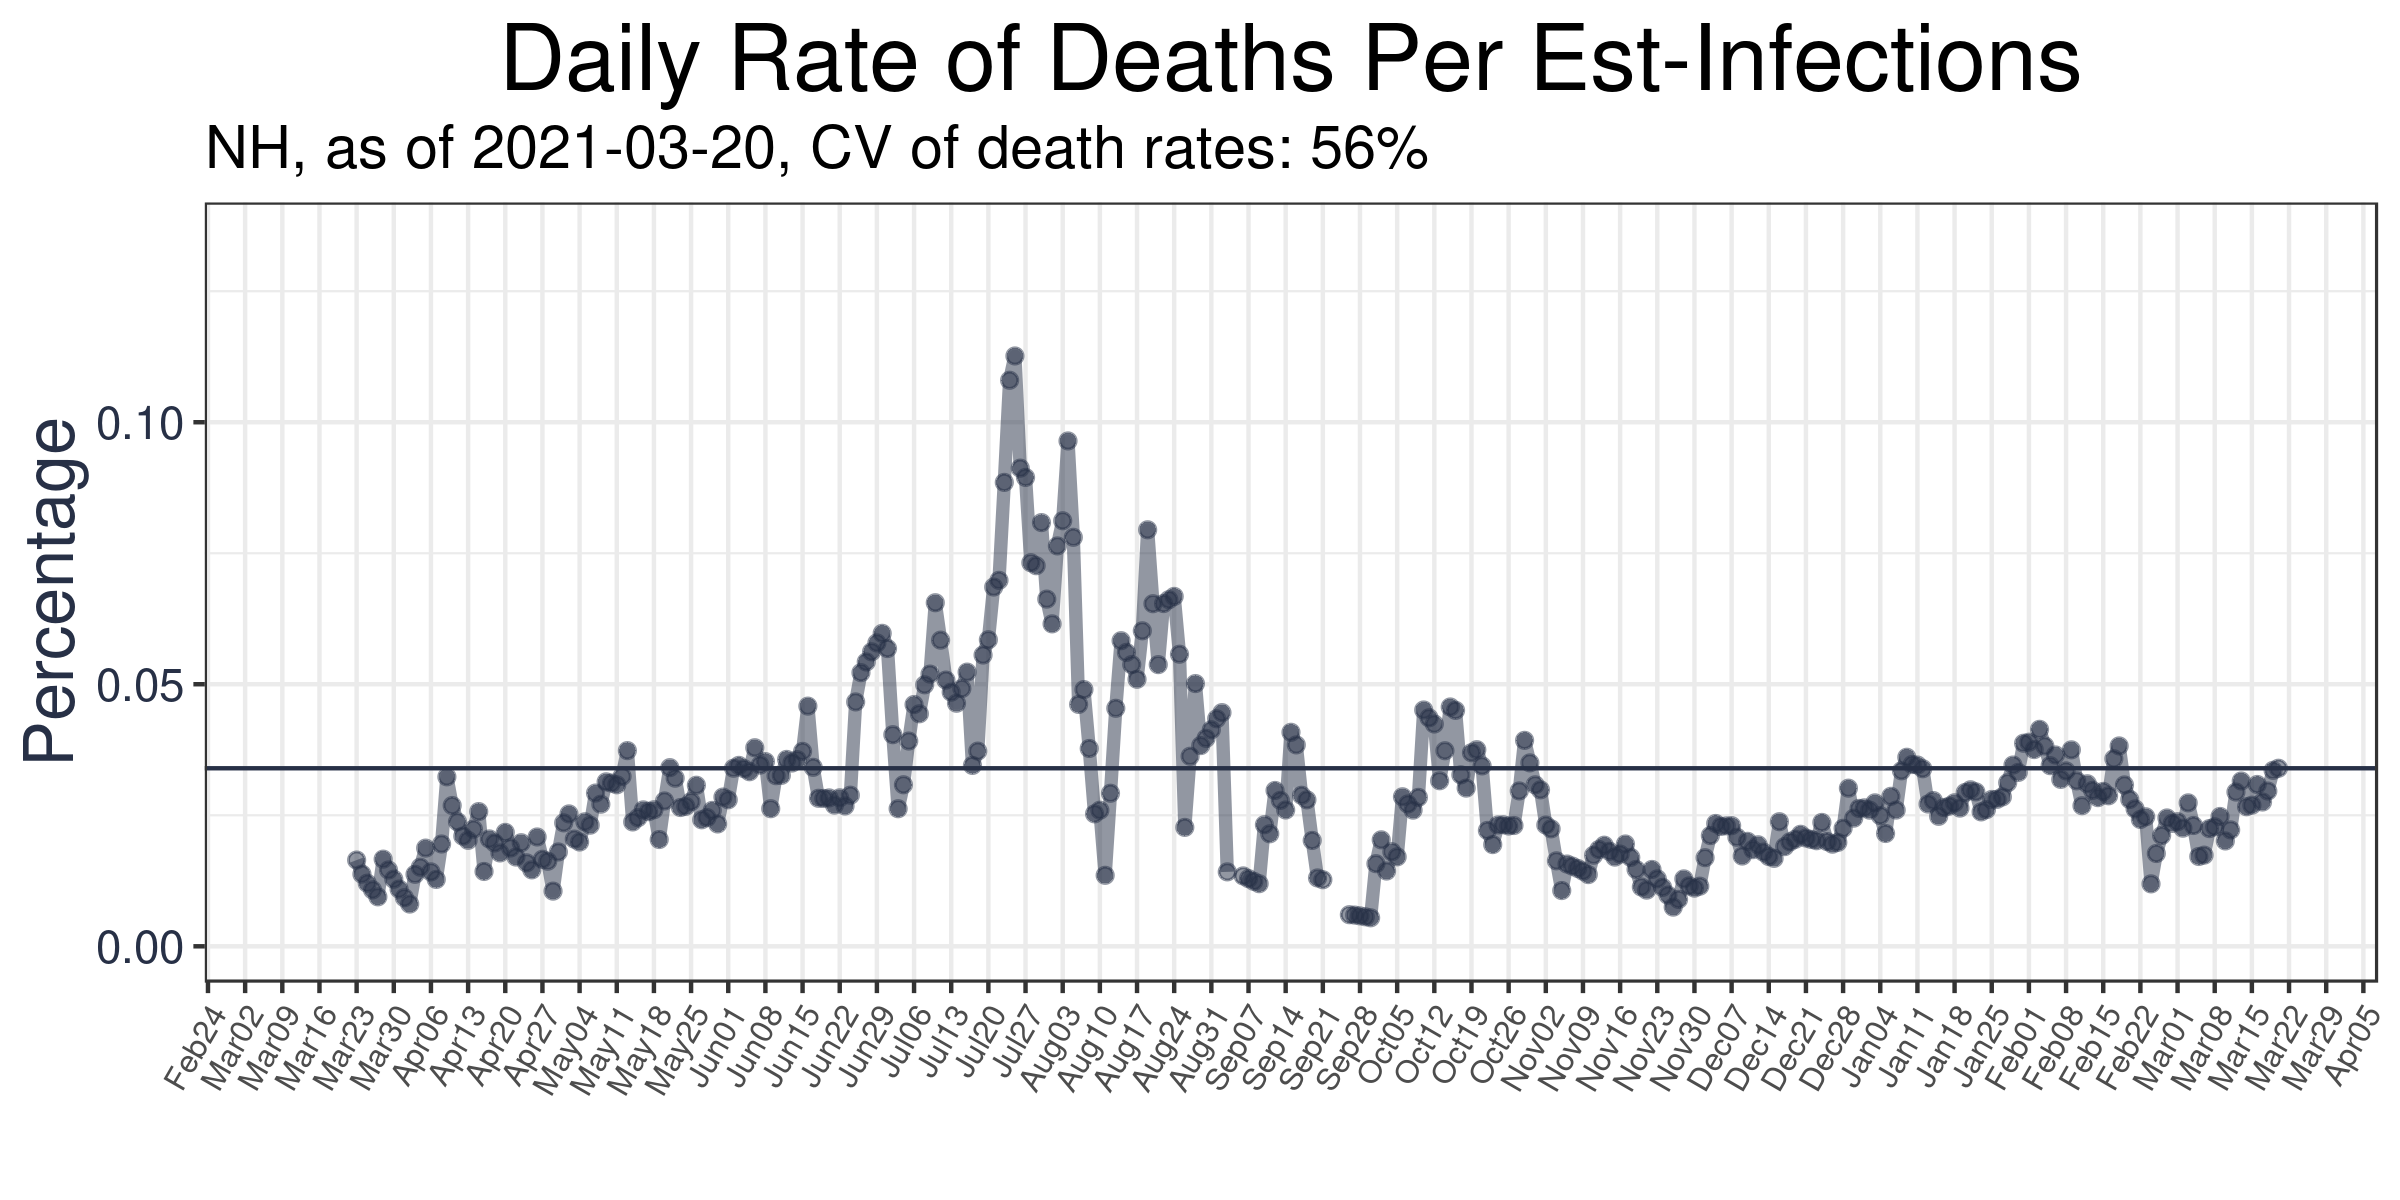 Daily Rate of Deaths Per Est-Infections
NH, as of 2021-03-20, CV of death rates: 56%
Percentage
0.10
0.05
0.00
Feb24
Mar02
Mar09
Mar16
Mar23
Mar30
Apr06
Apr13
Apr20
Apr27
May04
May11
May18
May25
Jun01
Jun08
Jun15
Jun22
Jun29
Jul06
Jul13
Jul20
Jul27
Aug03
Aug10
Aug17
Aug24
Aug31
Sep07
Sep14
Sep21
Sep28
Oct05
Oct12
Oct19
Oct26
Nov02
Nov09
Nov16
Nov23
Nov30
Dec07
Dec14
Dec21
Dec28
Jan04
Jan11
Jan18
Jan25
Feb01
Feb08
Feb15
Feb22
Mar01
Mar08
Mar15
Mar22
Mar29
Apr05